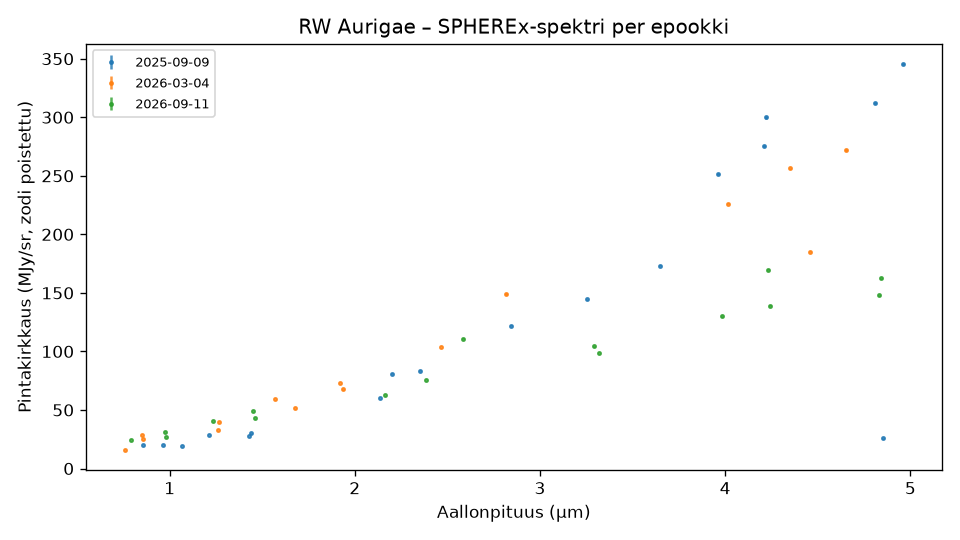 RW Aurigae – SPHEREx-spektri per epookki
2025-09-09
2026-03-04
2026-09-11
Pintakirkkaus (MJy/sr, zodi poistettu)
350
300
250
200
150
100
50
0
1 2 3 4 5
Aallonpituus (μm)